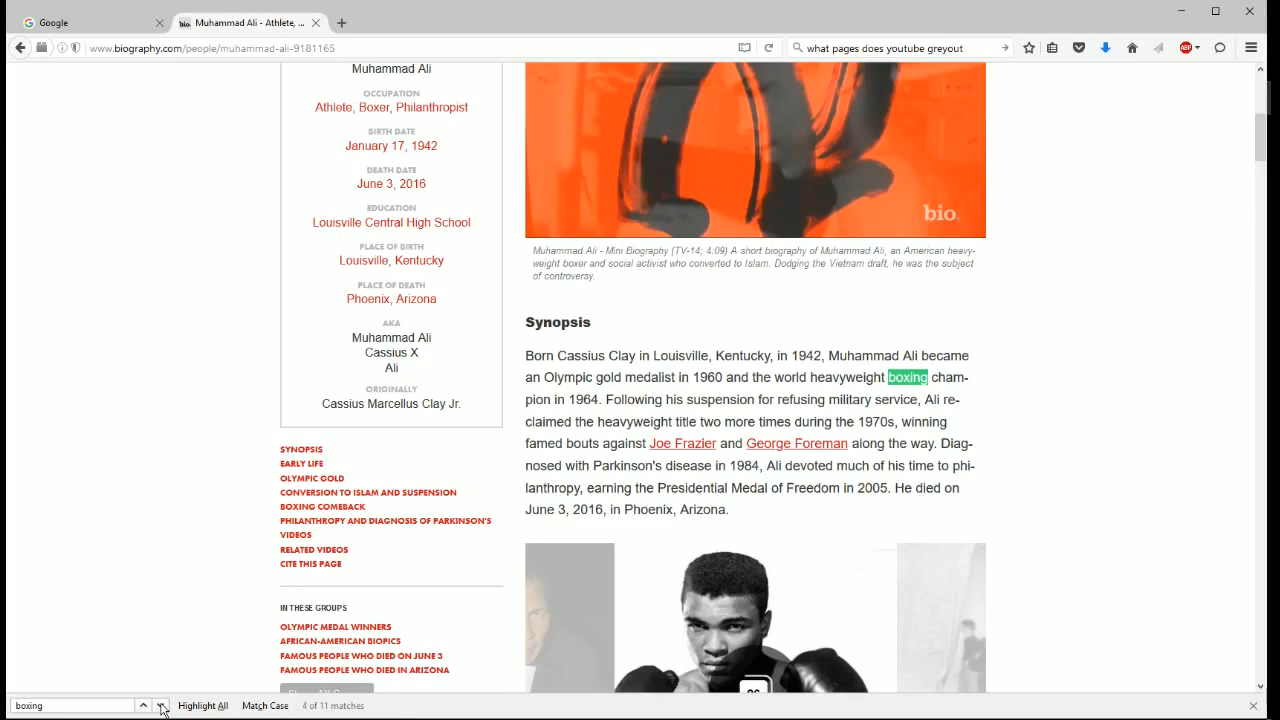 Google
bio. Muhammad Ali - Athlete, ...
www.biography.com/people/muhammad-ali-9181165
what pages does youtube greyout
ABP
Muhammad Ali
OCCUPATION
Athlete, Boxer, Philanthropist
BIRTH DATE
January 17, 1942
DEATH DATE
June 3, 2016
EDUCATION
Louisville Central High School
PLACE OF BIRTH
Louisville, Kentucky
PLACE OF DEATH
Phoenix, Arizona
AKA
Muhammad Ali
Cassius X
Ali
ORIGINALLY
Cassius Marcellus Clay Jr.
SYNOPSIS
EARLY LIFE
OLYMPIC GOLD
CONVERSION TO ISLAM AND SUSPENSION
BOXING COMEBACK
PHILANTHROPY AND DIAGNOSIS OF PARKINSON'S
VIDEOS
RELATED VIDEOS
CITE THIS PAGE
IN THESE GROUPS
OLYMPIC MEDAL WINNERS
AFRICAN-AMERICAN BIOPICS
FAMOUS PEOPLE WHO DIED ON JUNE 3
FAMOUS PEOPLE WHO DIED IN ARIZONA
bio.
Muhammad Ali - Mini Biography (TV-14; 4:09) A short biography of Muhammad Ali, an American heavy-
weight boxer and social activist who converted to Islam. Dodging the Vietnam draft, he was the subject
of controversy.
Synopsis
Born Cassius Clay in Louisville, Kentucky, in 1942, Muhammad Ali became
an Olympic gold medalist in 1960 and the world heavyweight boxing cham-
pion in 1964. Following his suspension for refusing military service, Ali re-
claimed the heavyweight title two more times during the 1970s, winning
famed bouts against Joe Frazier and George Foreman along the way. Diag-
nosed with Parkinson's disease in 1984, Ali devoted much of his time to phi-
lanthropy, earning the Presidential Medal of Freedom in 2005. He died on
June 3, 2016, in Phoenix, Arizona.
boxing
Highlight All
Match Case
4 of 11 matches